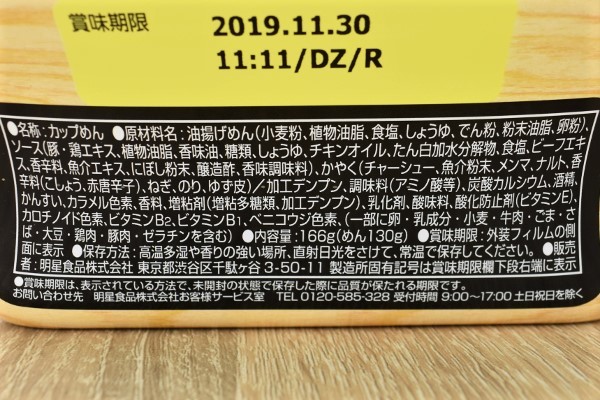 賞味期限 2019.11.30
11:11/DZ/R
●名称:カップめん ●原材料名:油揚げめん(小麦粉、植物油脂、食塩、しょうゆ、でん粉、粉末油脂、卵粉)、
ソース(豚・鶏エキス、植物油脂、香味油、糖類、しょうゆ、チキンオイル、たん白加水分解物、食塩、ビーフエキ
ス、香辛料、魚介エキス、にぼし粉末、醸造酢、香味調味料)、かやく(チャーシュー、魚介粉末、メンマ、ナルト、香
辛料(こしょう、赤唐辛子)、ねぎ、のり、ゆず皮)/加工デンプン、調味料(アミノ酸等)、炭酸カルシウム、酒精、
かんすい、カラメル色素、香料、増粘剤(増粘多糖類、加工デンプン)、乳化剤、酸味料、酸化防止剤(ビタミンE)、
カロチノイド色素、ビタミンB2、ビタミンB1、ベニコウジ色素、(一部に卵・乳成分・小麦・牛肉・ごま・さ
ば・大豆・鶏肉・豚肉・ゼラチンを含む) ●内容量:166g(めん130g) ●賞味期限:外装フィルムの側
面に表示 ●保存方法:高温多湿や香りの強い場所、直射日光をさけて、常温で保存してください。 ●販売
者:明星食品株式会社 東京都渋谷区千駄ヶ谷 3-50-11 製造所固有記号は賞味期限欄下段右端に表示
●賞味期限は、表示されている方法で、未開封の状態で保存した際に品質が保たれる期限です。
お問い合わせ先 明星食品株式会社お客様サービス室 TEL 0120-585-328 受付時間 9:00~17:00 土日祝日を除く